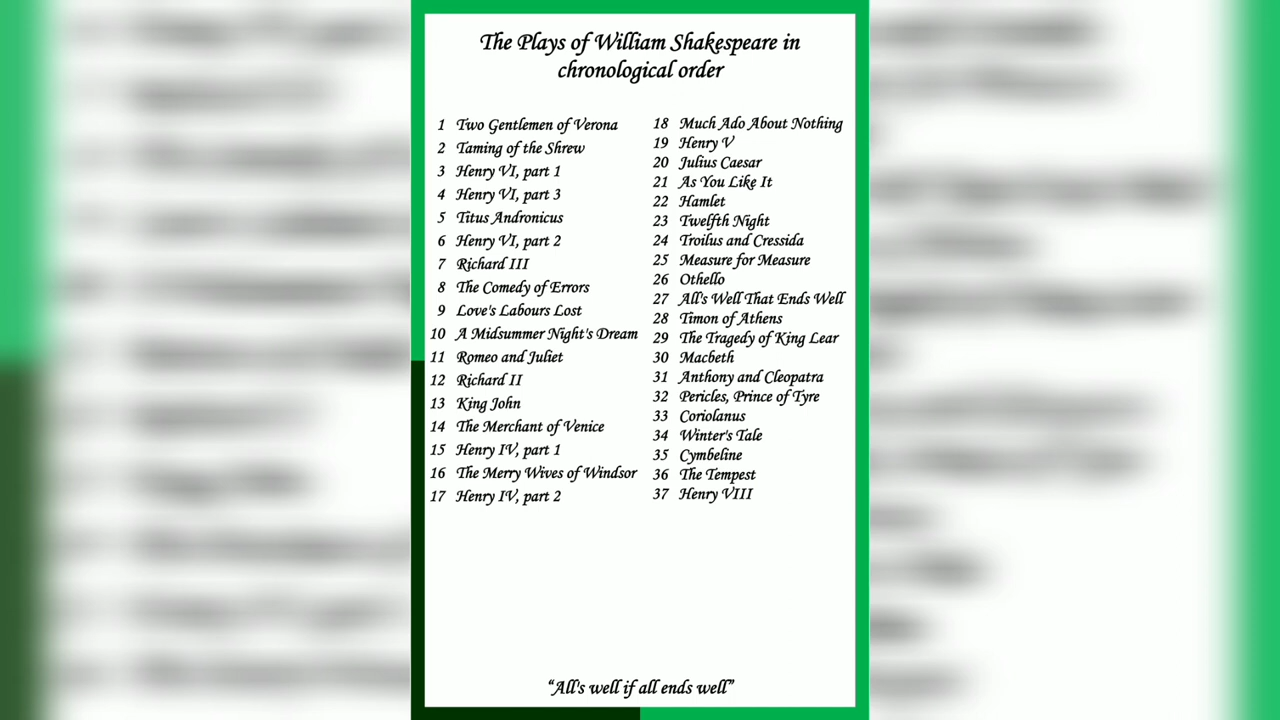 The Plays of William Shakespeare in
chronological order
1 Two Gentlemen of Verona
2 Taming of the Shrew
3 Henry VI, part 1
4 Henry VI, part 3
5 Titus Andronicus
6 Henry VI, part 2
7 Richard III
8 The Comedy of Errors
9 Love's Labours Lost
10 A Midsummer Night's Dream
11 Romeo and Juliet
12 Richard II
13 King John
14 The Merchant of Venice
15 Henry IV, part 1
16 The Merry Wives of Windsor
17 Henry IV, part 2
18 Much Ado About Nothing
19 Henry V
20 Julius Caesar
21 As You Like It
22 Hamlet
23 Twelfth Night
24 Troilus and Cressida
25 Measure for Measure
26 Othello
27 All's Well That Ends Well
28 Timon of Athens
29 The Tragedy of King Lear
30 Macbeth
31 Anthony and Cleopatra
32 Pericles, Prince of Tyre
33 Coriolanus
34 Winter's Tale
35 Cymbeline
36 The Tempest
37 Henry VIII
“All's well if all ends well”